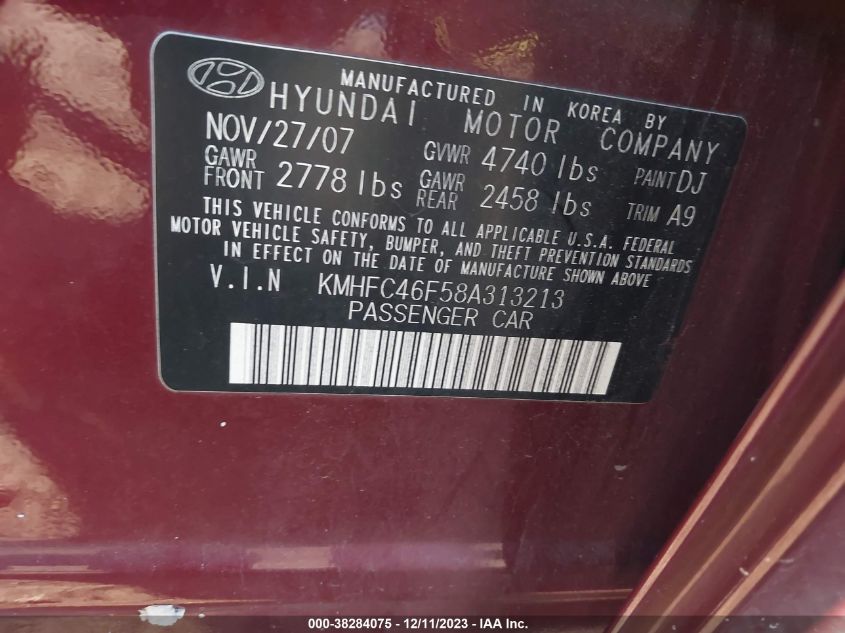 MANUFACTURED IN KOREA BY
HYUNDAI MOTOR COMPANY
NOV/27/07 GVWR 4740 lbs PAINT DJ
GAWR FRONT 2778 lbs GAWR REAR 2458 lbs TRIM A9
THIS VEHICLE CONFORMS TO ALL APPLICABLE U.S.A. FEDERAL
MOTOR VEHICLE SAFETY, BUMPER, AND THEFT PREVENTION STANDARDS
IN EFFECT ON THE DATE OF MANUFACTURE SHOWN ABOVE
V.I.N KMHFC46F58A313213
PASSENGER CAR
000-38284075 - 12/11/2023 - IAA Inc.